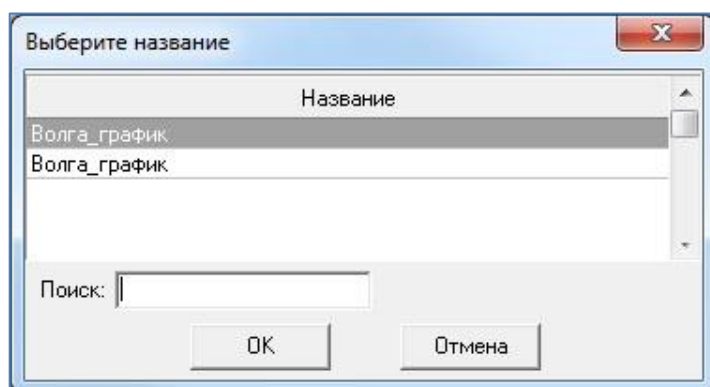 Выберите название
Название
Волга_график
Волга_график
Поиск:
OK
Отмена